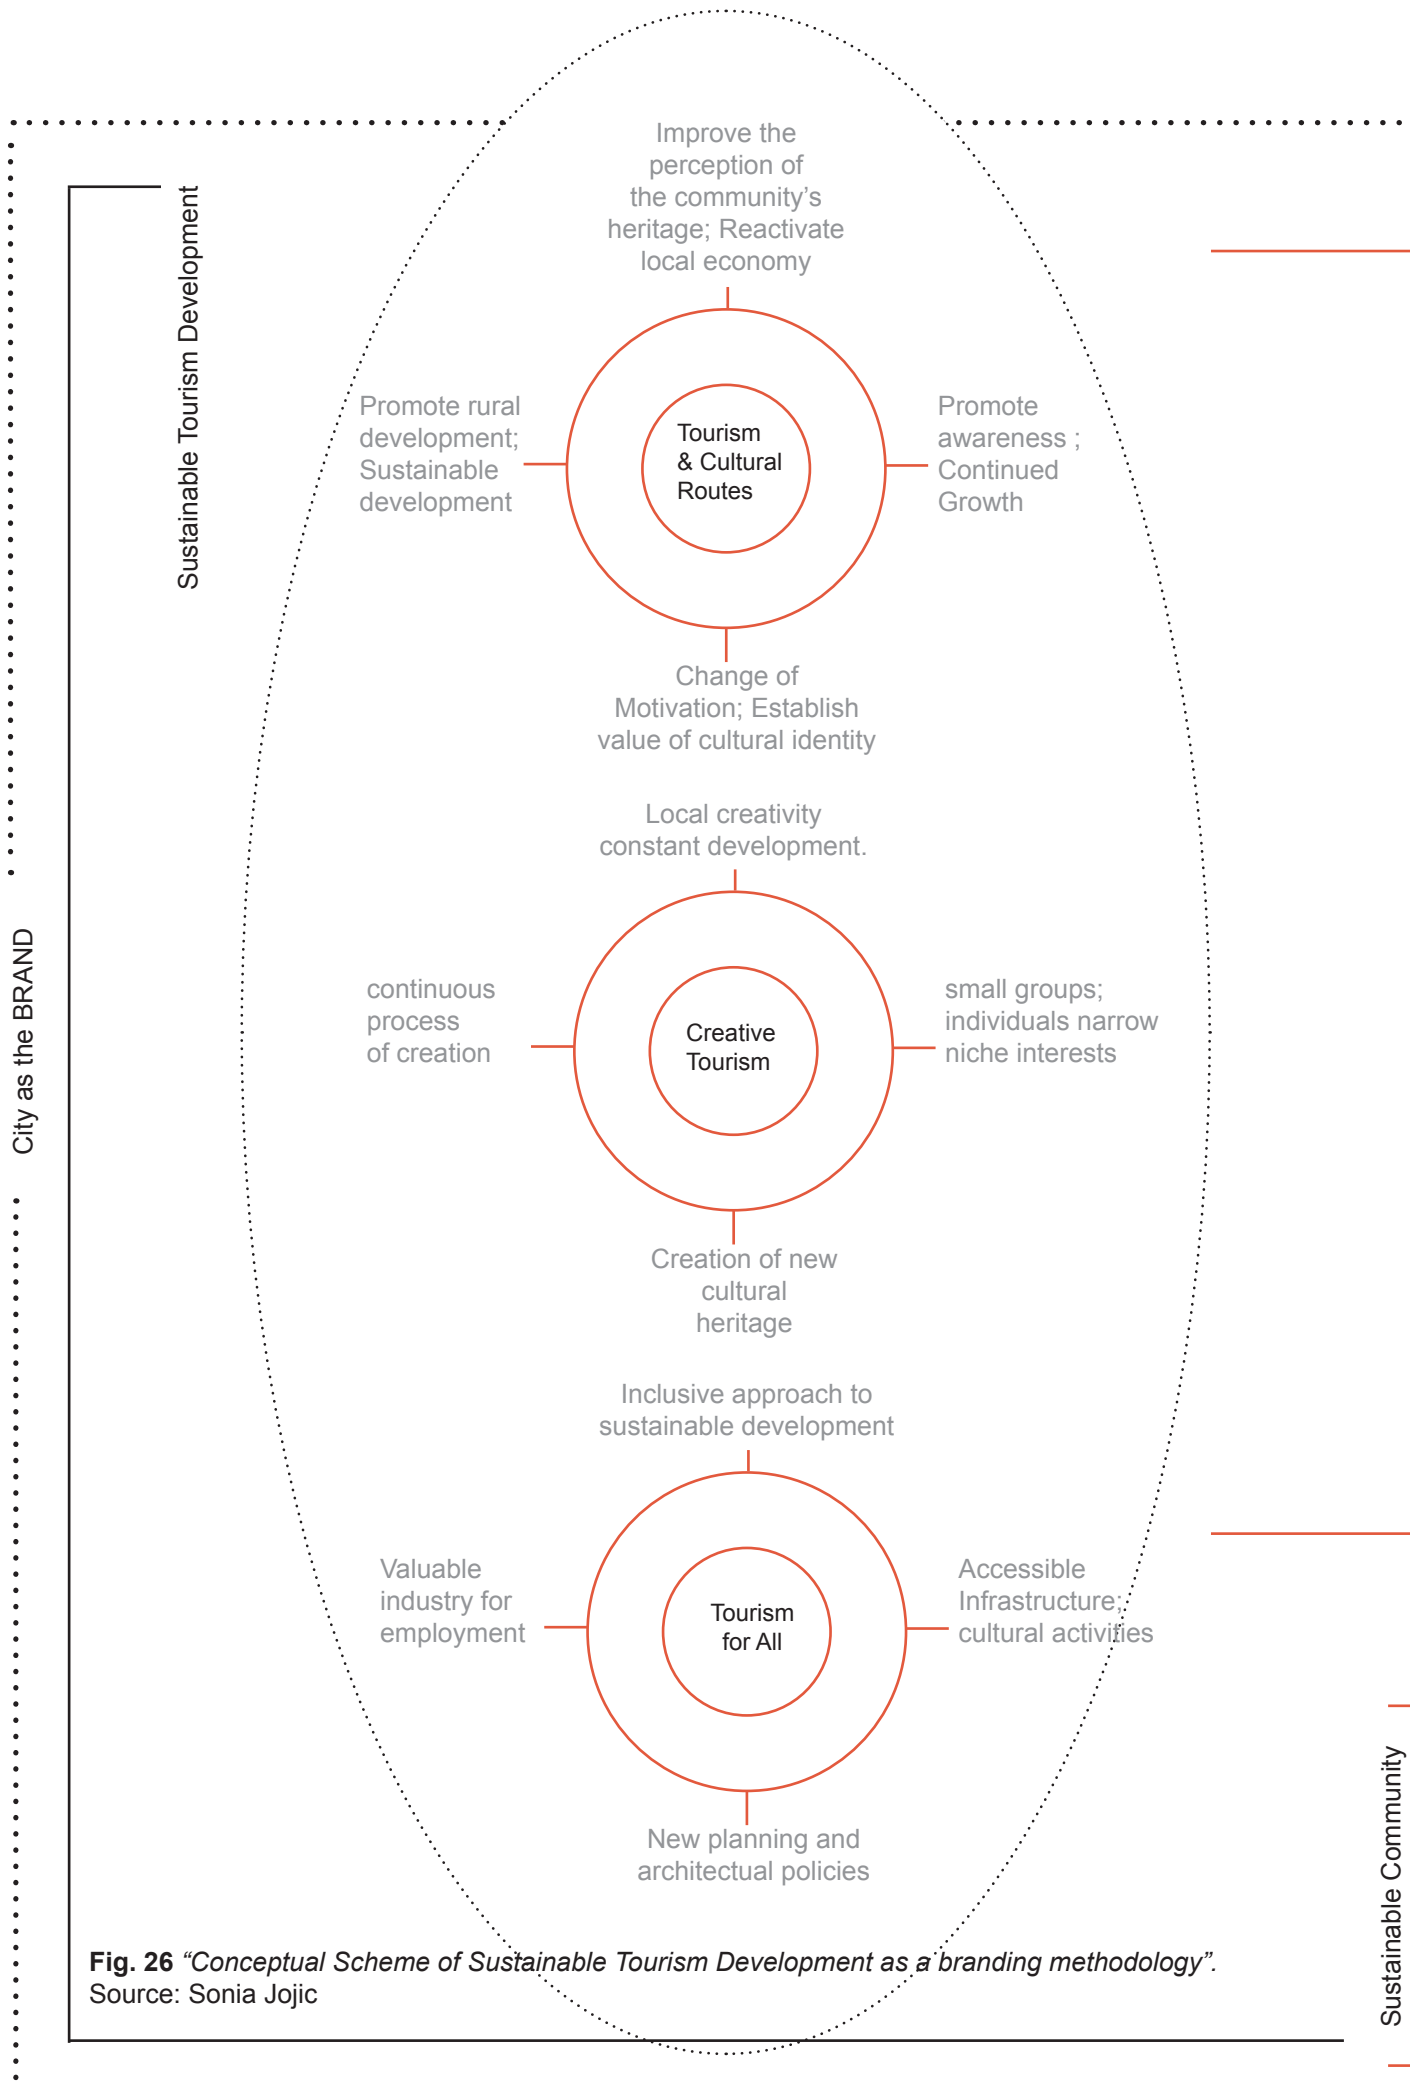 Sustainable Tourism Development
City as the BRAND
Improve the
perception of
the community’s
heritage; Reactivate
local economy
Promote rural
development;
Sustainable
development
Tourism
& Cultural
Routes
Promote
awareness ;
Continued
Growth
Change of
Motivation; Establish
value of cultural identity
Local creativity
constant development.
continuous
process
of creation
Creative
Tourism
small groups;
individuals narrow
niche interests
Creation of new
cultural
heritage
Inclusive approach to
sustainable development
Valuable
industry for
employment
Tourism
for All
Accessible
Infrastructure;
cultural activities
New planning and
architectual policies
Sustainable Community
Fig. 26 “Conceptual Scheme of Sustainable Tourism Development as a branding methodology”.
Source: Sonia Jojic